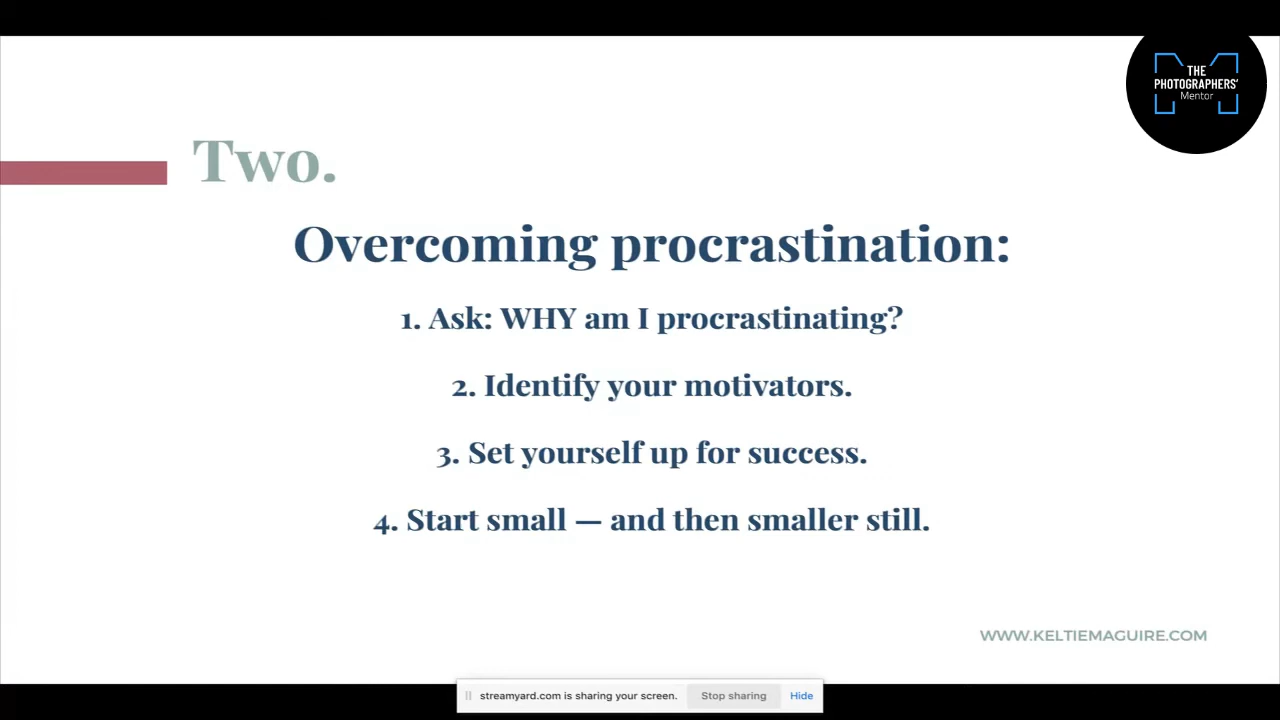 THE
PHOTOGRAPHERS'
Mentor
Two.
Overcoming procrastination:
1. Ask: WHY am I procrastinating?
2. Identify your motivators.
3. Set yourself up for success.
4. Start small — and then smaller still.
WWW.KELTIEMAGUIRE.COM
streamyard.com is sharing your screen. Stop sharing Hide